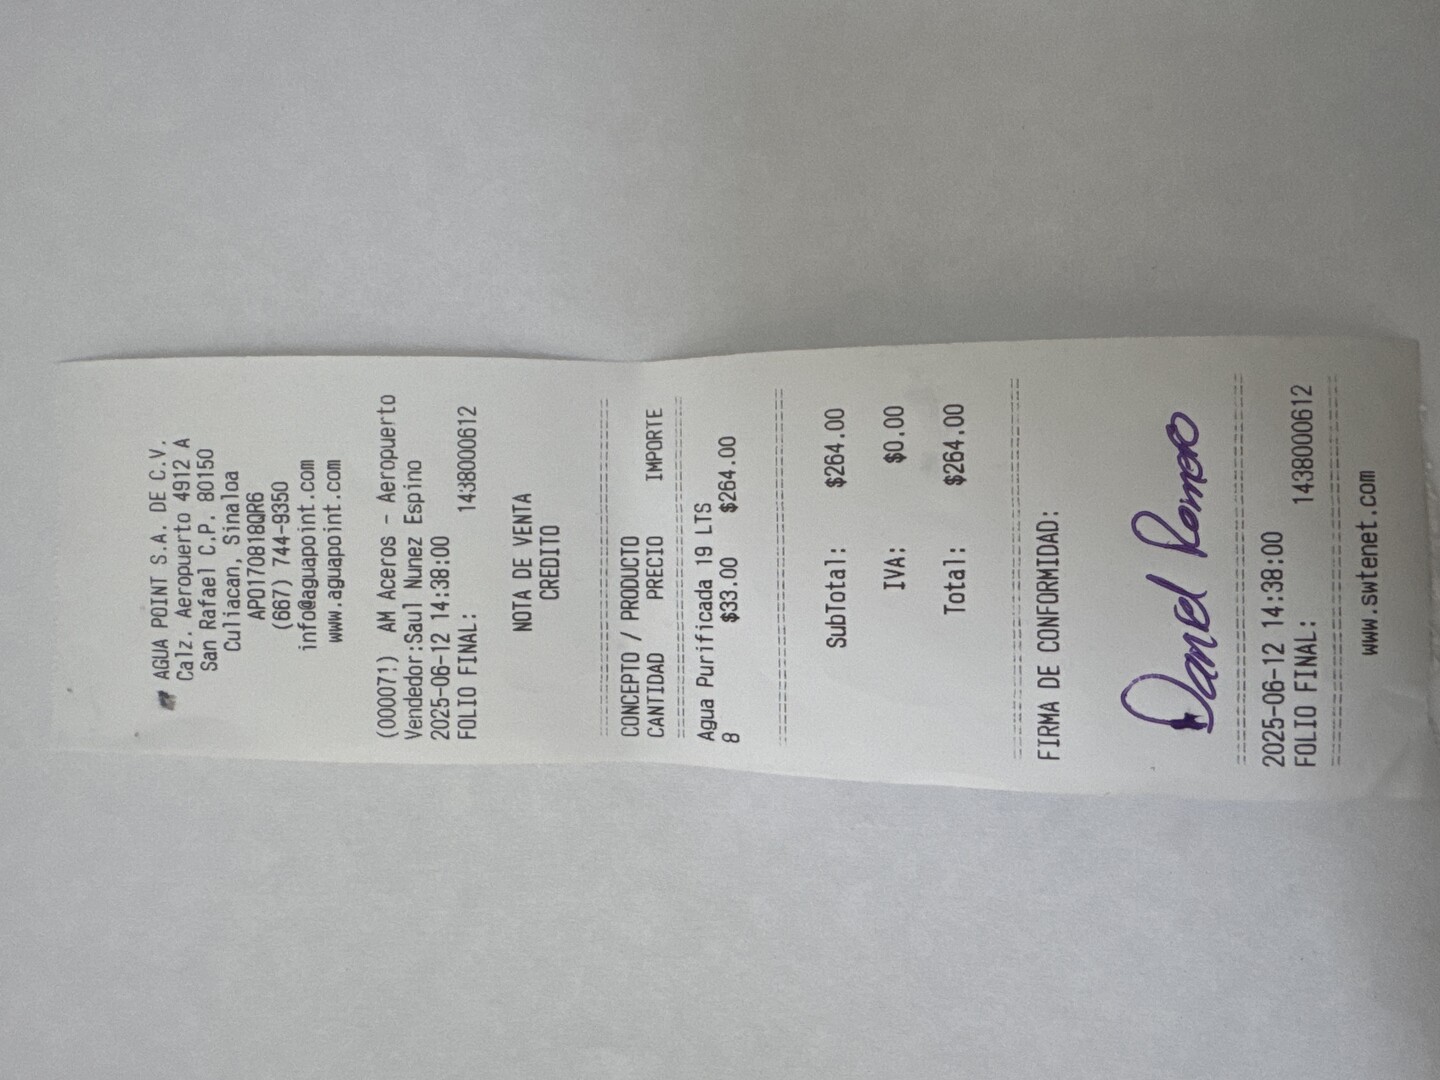 AGUA POINT S.A. DE C.V.
Calz. Aeropuerto 4912 A
San Rafael C.P. 80150
Culiacan, Sinaloa
APO170818QR6
(667) 744-9350
info@aguapoint.com
www.aguapoint.com
(000071) AM Aceros - Aeropuerto
Vendedor:Saul Nunez Espino
2025-06-12 14:38:00
FOLIO FINAL: 1438000612
NOTA DE VENTA
CREDITO
CONCEPTO / PRODUCTO
CANTIDAD PRECIO IMPORTE
Agua Purificada 19 LTS
8 $33.00 $264.00
SubTotal: $264.00
IVA: $0.00
Total: $264.00
FIRMA DE CONFORMIDAD:
Daniel Romero
2025-06-12 14:38:00
FOLIO FINAL: 1438000612
www.swtenet.com